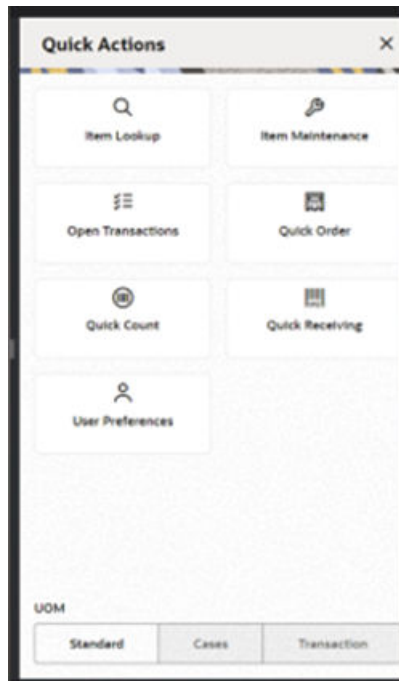 Quick Actions
Item Lookup
Item Maintenance
Open Transactions
Quick Order
Quick Count
Quick Receiving
User Preferences
UOM
Standard
Cases
Transaction